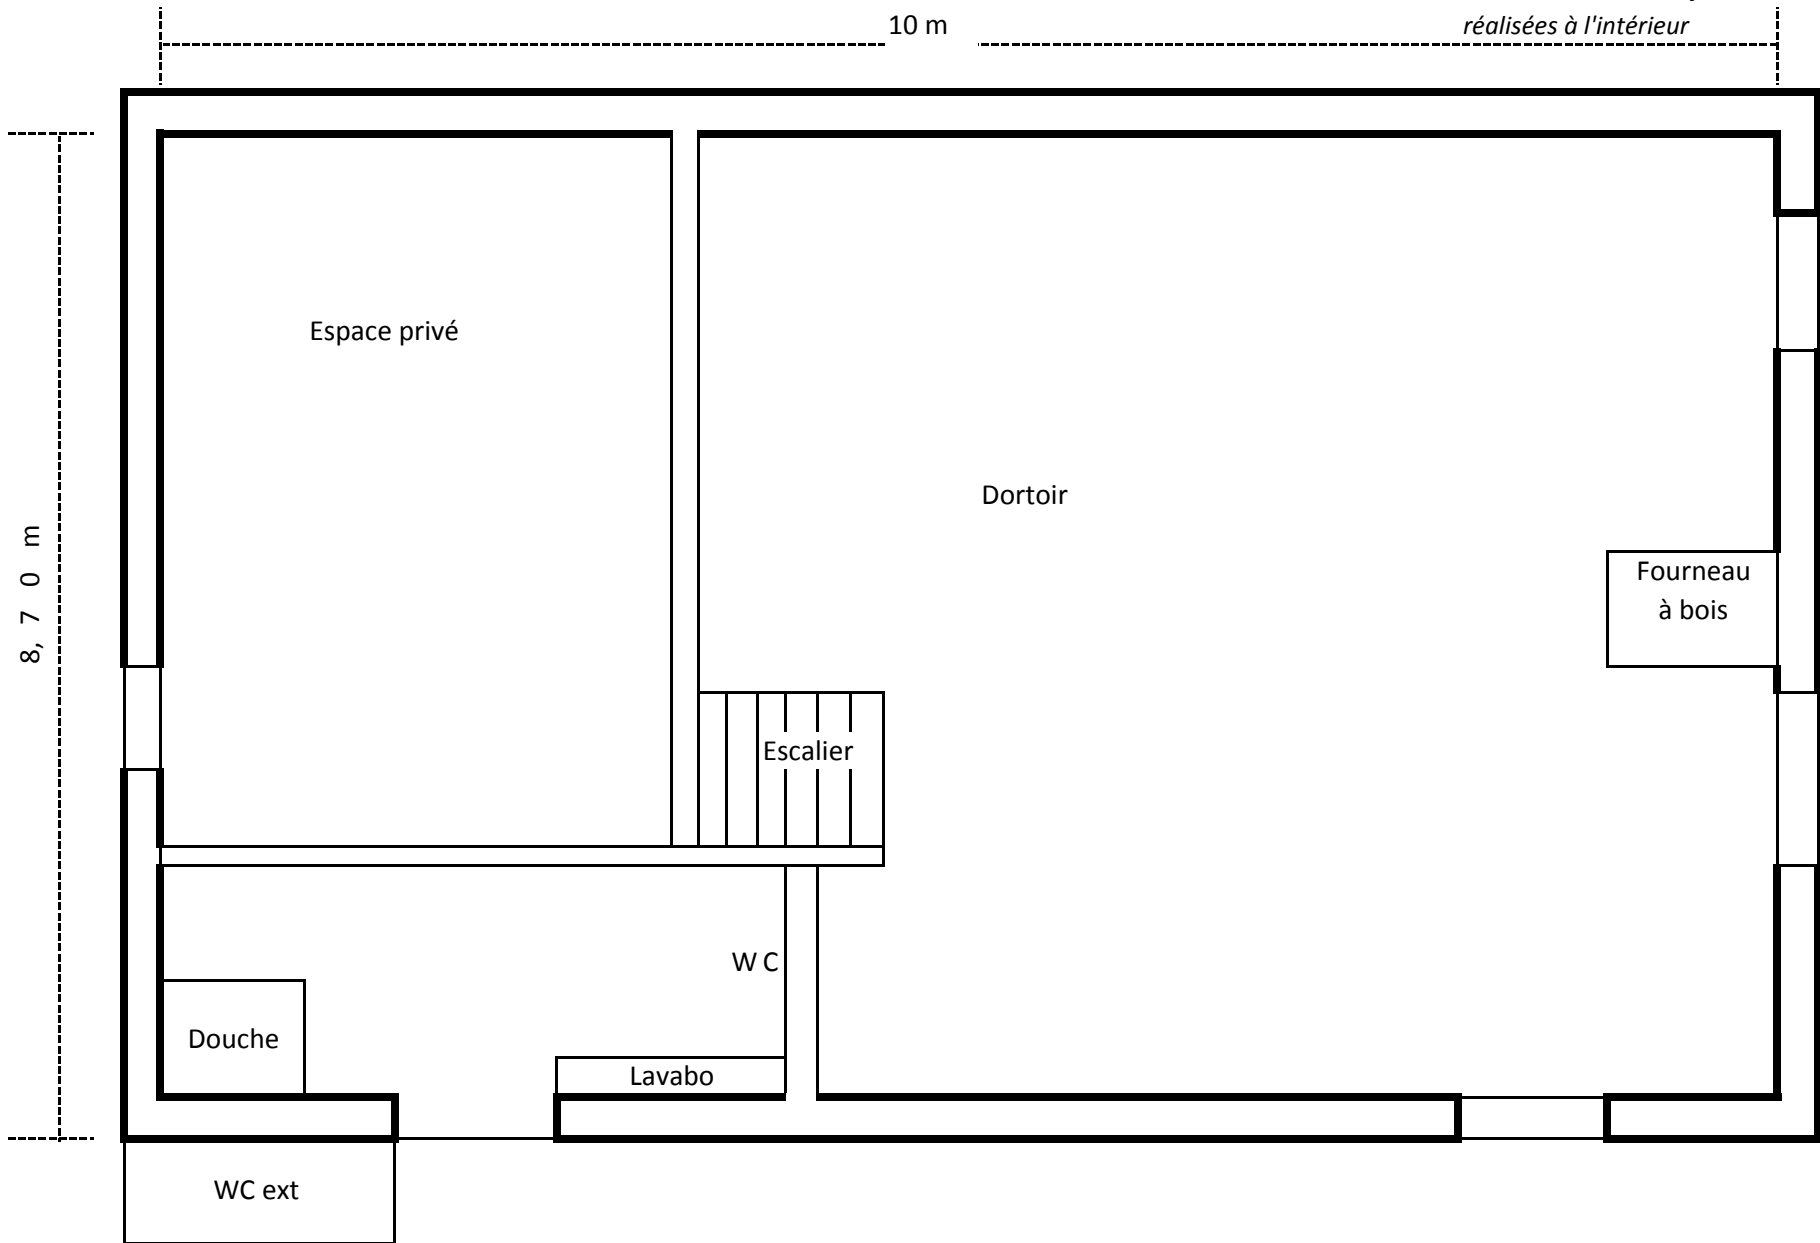 10 m
réalisées à l'intérieur
Espace privé
Dortoir
8, 7 0 m
Fourneau
à bois
Escalier
W C
Douche
Lavabo
WC ext